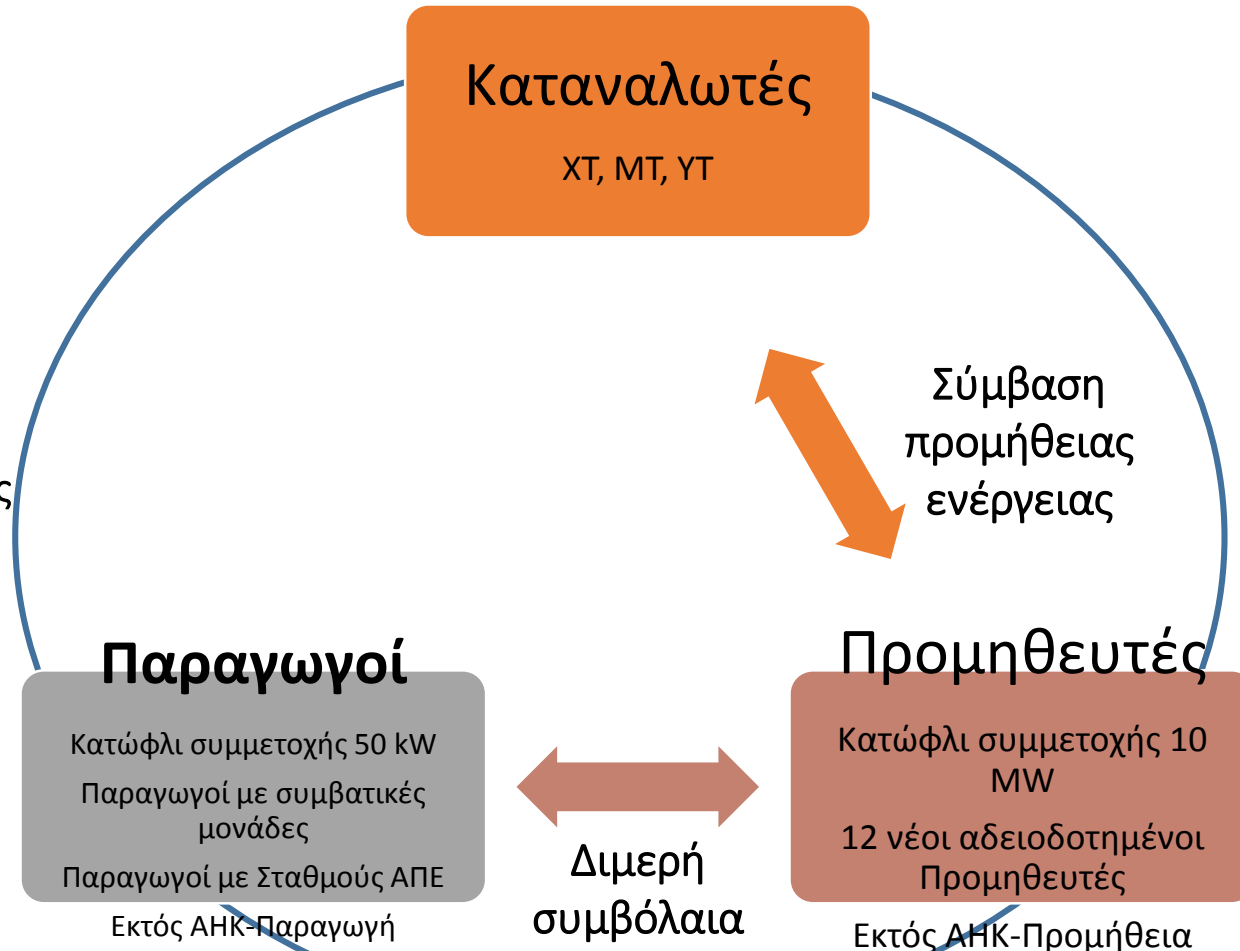 Καταναλωτές
ΧΤ, ΜΤ, ΥΤ
Σύμβαση
προμήθειας
ενέργειας
Παραγωγοί
Κατώφλι συμμετοχής 50 kW
Παραγωγοί με συμβατικές
μονάδες
Παραγωγοί με Σταθμούς ΑΠΕ
Εκτός ΑΗΚ-Παραγωγή
Διμερή
συμβόλαια
Προμηθευτές
Κατώφλι συμμετοχής 10
MW
12 νέοι αδειοδοτημένοι
Προμηθευτές
Εκτός ΑΗΚ-Προμήθεια